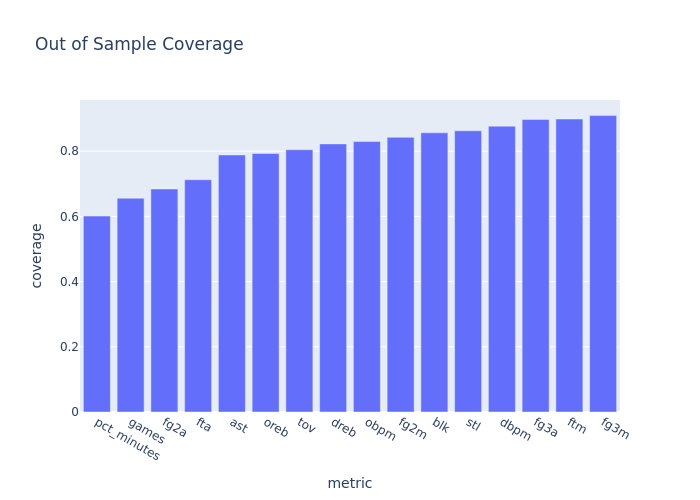 Out of Sample Coverage
coverage
0.8
0.6
0.4
0.2
0
pct_minutes
games
fg2a
fta
ast
oreb
tov
dreb
obpm
fg2m
blk
stl
dbpm
fg3a
ftm
fg3m
metric